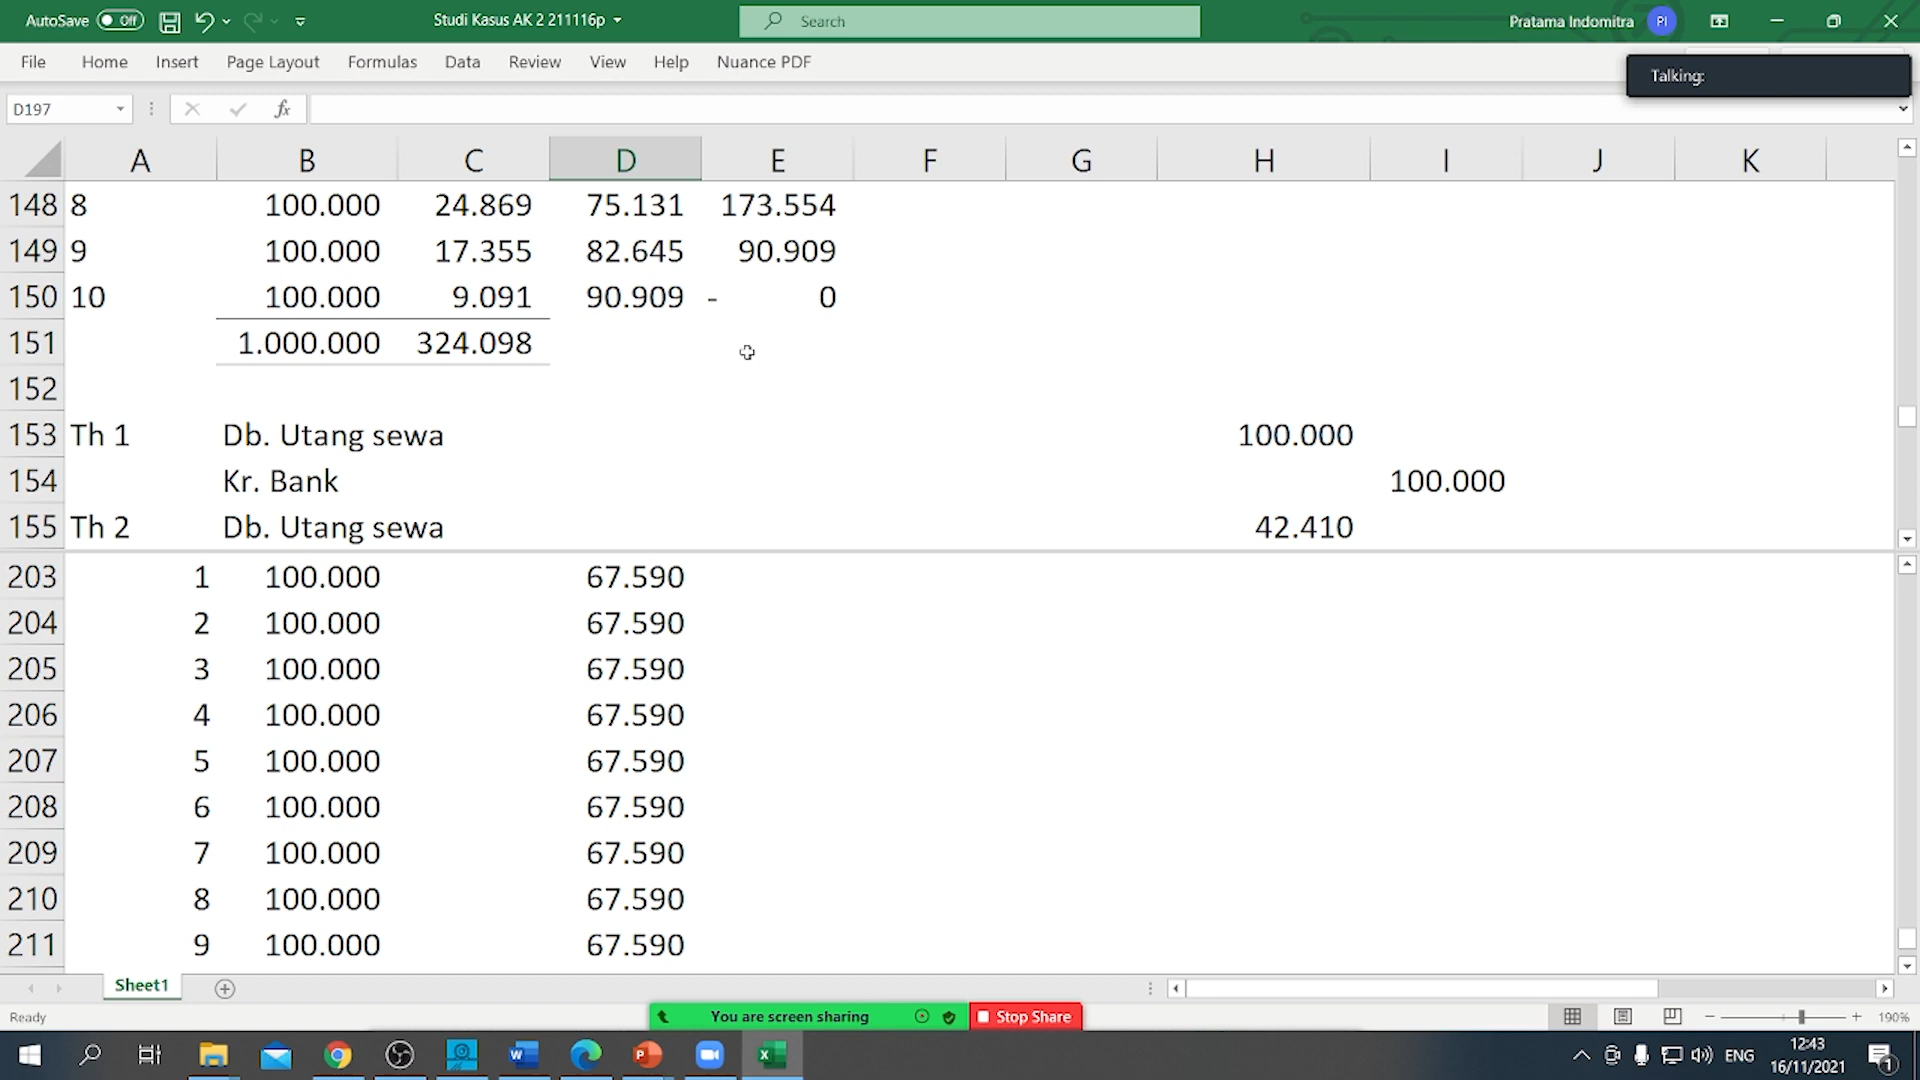 AutoSave Off Studi Kasus AK 2 211116p Search Pratama Indomitra PI
File Home Insert Page Layout Formulas Data Review View Help Nuance PDF
Talking:
D197 fx
A B C D E F G H I J K
148 8 100.000 24.869 75.131 173.554
149 9 100.000 17.355 82.645 90.909
150 10 100.000 9.091 90.909 - 0
151 1.000.000 324.098
152
153 Th 1 Db. Utang sewa 100.000
154 Kr. Bank 100.000
155 Th 2 Db. Utang sewa 42.410
203 1 100.000 67.590
204 2 100.000 67.590
205 3 100.000 67.590
206 4 100.000 67.590
207 5 100.000 67.590
208 6 100.000 67.590
209 7 100.000 67.590
210 8 100.000 67.590
211 9 100.000 67.590
Sheet1
Ready You are screen sharing Stop Share 190%
ENG 12:43
16/11/2021 1